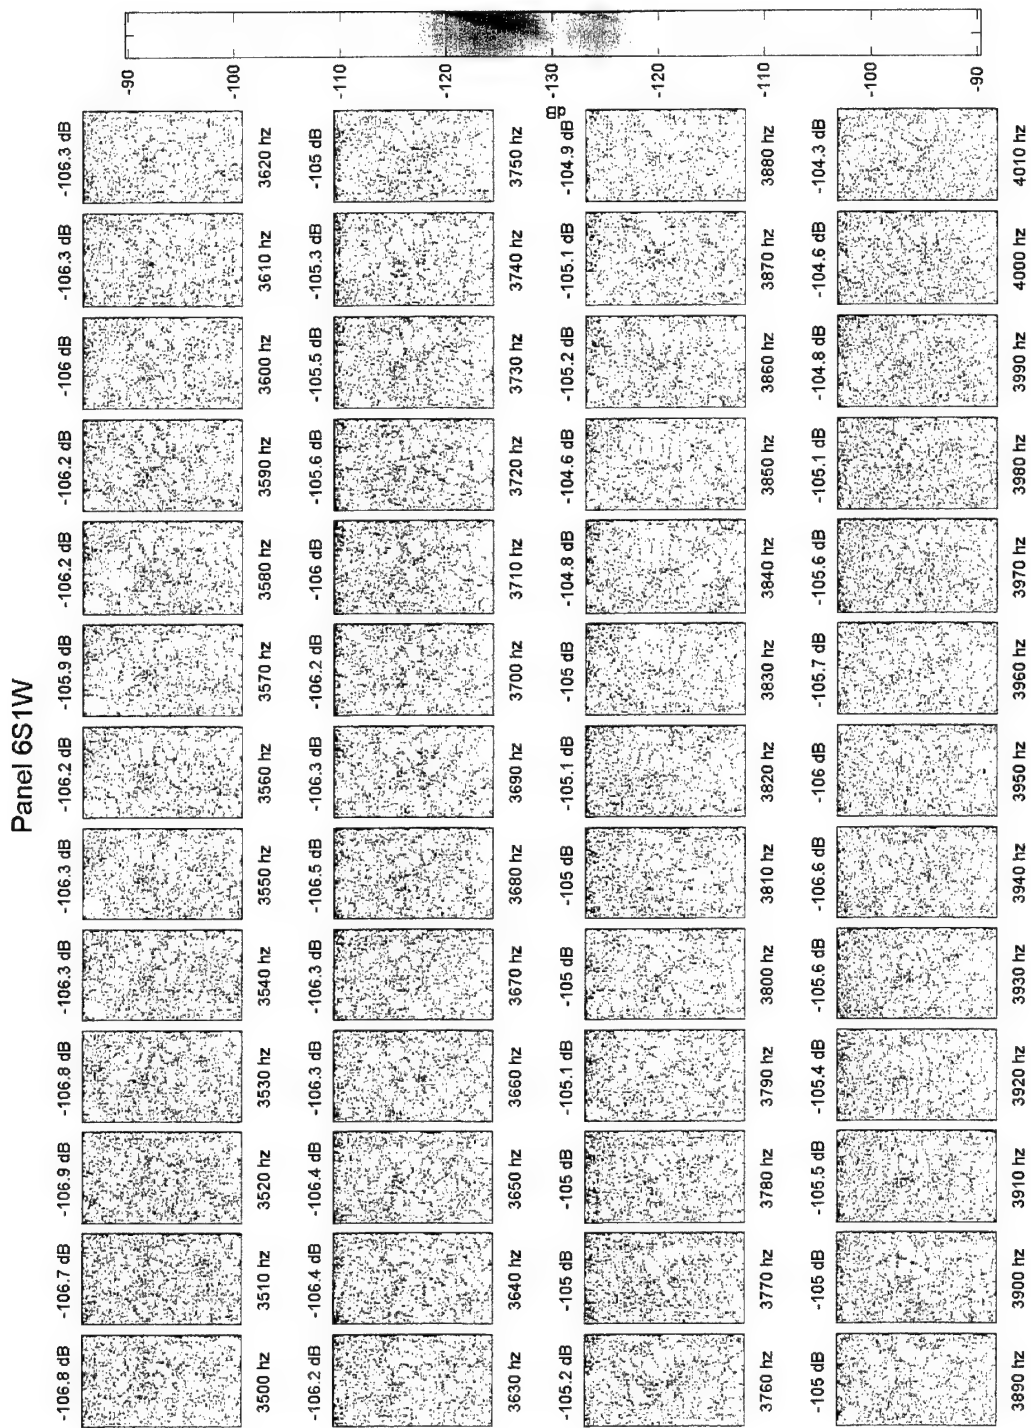 Panel 6S1W
-106.8 dB -106.7 dB -106.9 dB -106.8 dB -106.3 dB -106.3 dB -106.2 dB -105.9 dB -106.2 dB -106.2 dB -106 dB -106.3 dB -106.3 dB
3500 hz 3510 hz 3520 hz 3530 hz 3540 hz 3550 hz 3560 hz 3570 hz 3580 hz 3590 hz 3600 hz 3610 hz 3620 hz
-106.2 dB -106.4 dB -106.4 dB -106.3 dB -106.3 dB -106.5 dB -106.3 dB -106.2 dB -106 dB -105.6 dB -105.5 dB -105.3 dB -105 dB
3630 hz 3640 hz 3650 hz 3660 hz 3670 hz 3680 hz 3690 hz 3700 hz 3710 hz 3720 hz 3730 hz 3740 hz 3750 hz
-105.2 dB -105 dB -105 dB -105.1 dB -105 dB -105 dB -105.1 dB -105 dB -104.8 dB -104.6 dB -105.2 dB -105.1 dB -104.9 dB
3760 hz 3770 hz 3780 hz 3790 hz 3800 hz 3810 hz 3820 hz 3830 hz 3840 hz 3850 hz 3860 hz 3870 hz 3880 hz
-105 dB -105 dB -105.5 dB -105.4 dB -105.6 dB -106.6 dB -106 dB -105.7 dB -105.6 dB -105.1 dB -104.8 dB -104.6 dB -104.3 dB
3890 hz 3900 hz 3910 hz 3920 hz 3930 hz 3940 hz 3950 hz 3960 hz 3970 hz 3980 hz 3990 hz 4000 hz 4010 hz
-90
-100
-110
-120
dB
-130
-120
-110
-100
-90